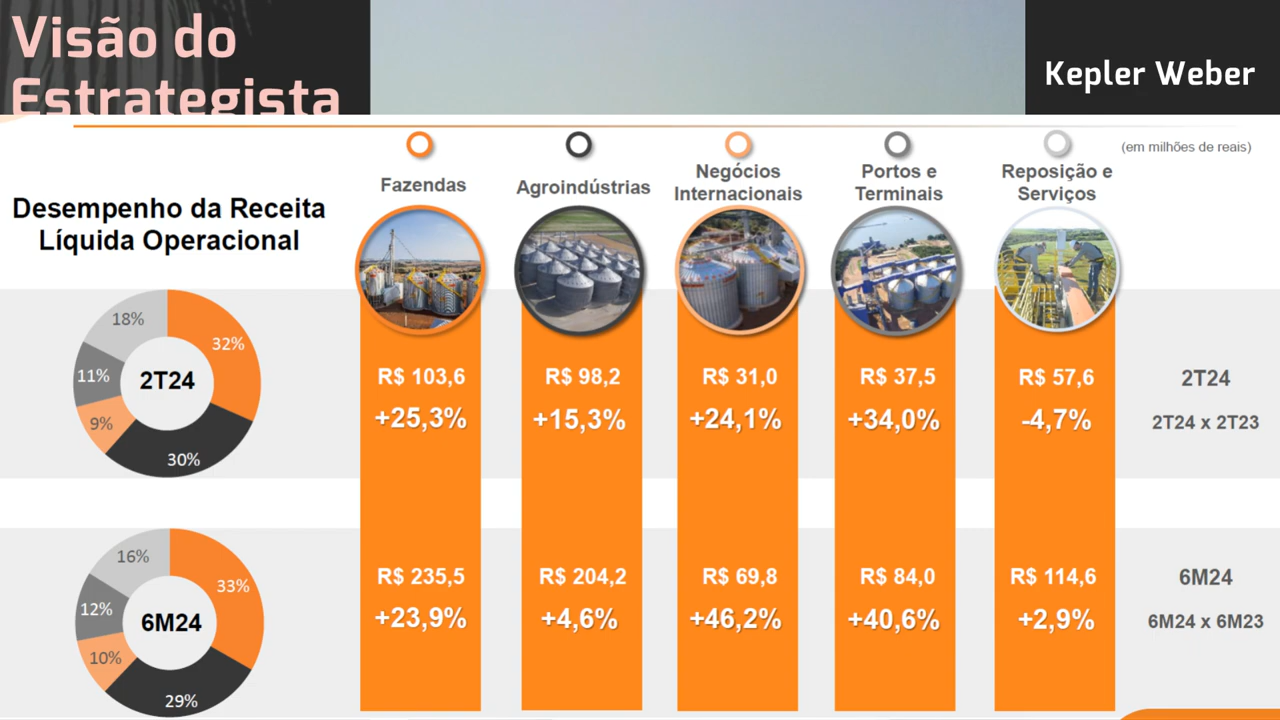 Visão do
Estrategista
Kepler Weber
(em milhões de reais)
Fazendas
Agroindústrias
Negócios
Internacionais
Portos e
Terminais
Reposição e
Serviços
Desempenho da Receita
Líquida Operacional
18%
32%
11%
2T24
9%
30%
R$ 103,6
R$ 98,2
R$ 31,0
R$ 37,5
R$ 57,6
2T24
+25,3%
+15,3%
+24,1%
+34,0%
-4,7%
2T24 x 2T23
16%
33%
12%
6M24
10%
29%
R$ 235,5
R$ 204,2
R$ 69,8
R$ 84,0
R$ 114,6
6M24
+23,9%
+4,6%
+46,2%
+40,6%
+2,9%
6M24 x 6M23